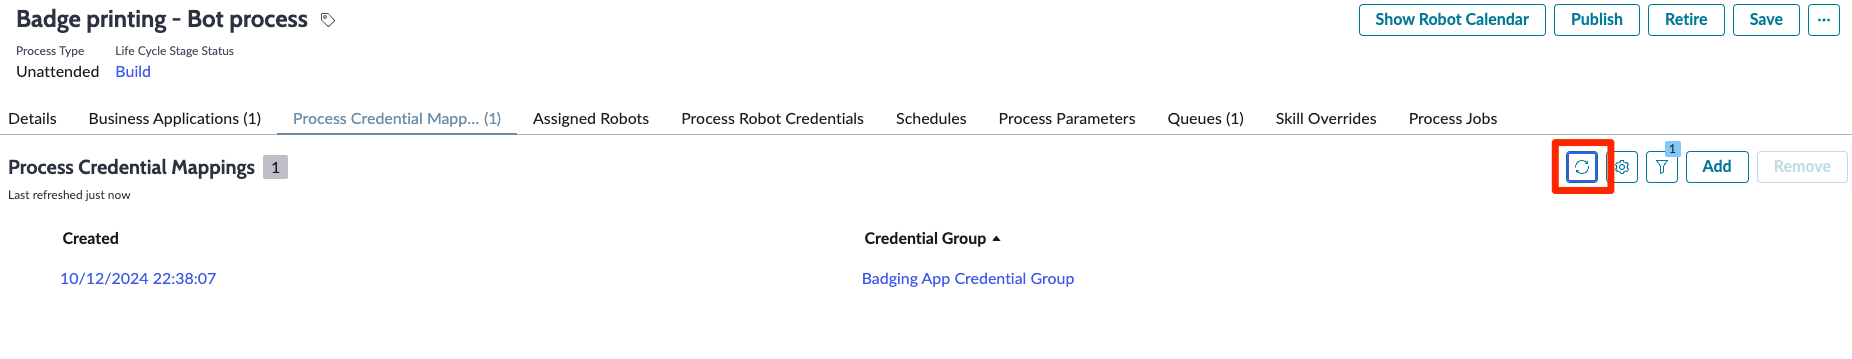 Badge printing - Bot process
Show Robot Calendar Publish Retire Save ...
Process Type Life Cycle Stage Status
Unattended Build
Details Business Applications (1) Process Credential Mapp... (1) Assigned Robots Process Robot Credentials Schedules Process Parameters Queues (1) Skill Overrides Process Jobs
Process Credential Mappings 1
1 Add Remove
Last refreshed just now
Created Credential Group
10/12/2024 22:38:07 Badging App Credential Group